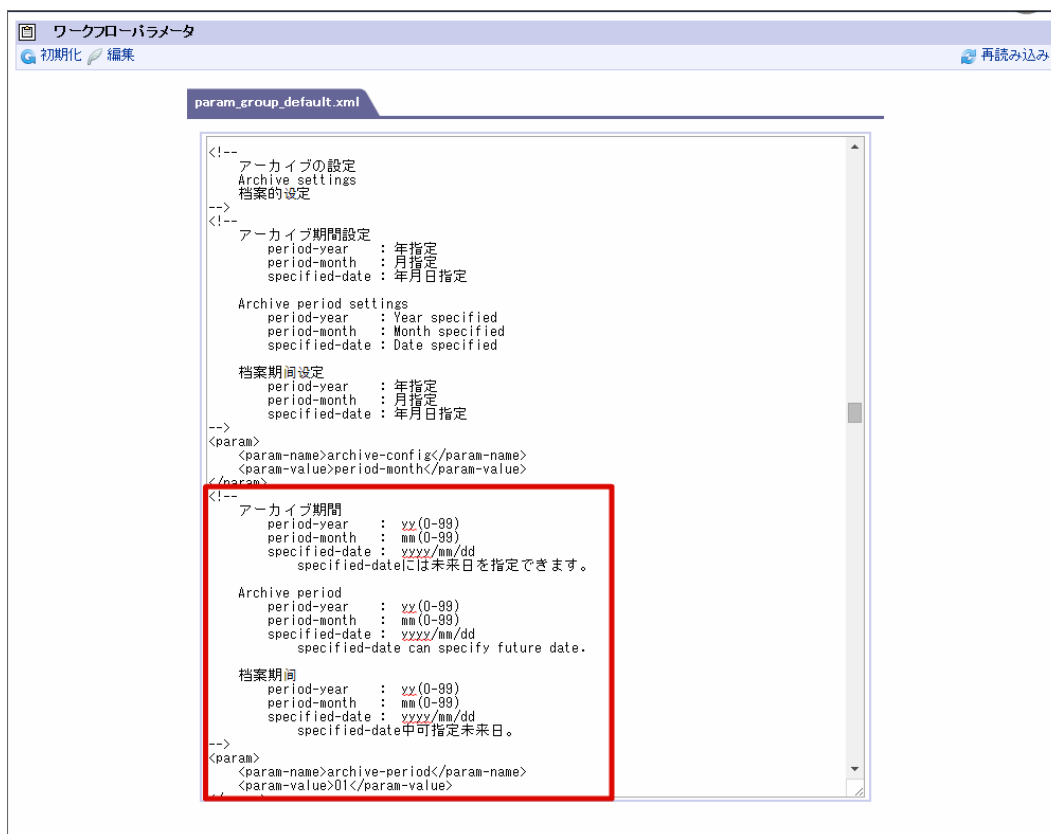 ワークフローパラメータ
初期化 編集 再読み込み
param_group_default.xml
<!--
    アーカイブの設定
    Archive settings
    档案的设定
-->
<!--
    アーカイブ期間設定
        period-year    : 年指定
        period-month   : 月指定
        specified-date : 年月日指定

    Archive period settings
        period-year    : Year specified
        period-month   : Month specified
        specified-date : Date specified

    档案期间设定
        period-year    : 年指定
        period-month   : 月指定
        specified-date : 年月日指定
-->
<param>
    <param-name>archive-config</param-name>
    <param-value>period-month</param-value>
</param>
<!--
    アーカイブ期間
        period-year    :  yy(0-99)
        period-month   :  mm(0-99)
        specified-date :  yyyy/mm/dd
            specified-dateには未来日を指定できます。

    Archive period
        period-year    :  yy(0-99)
        period-month   :  mm(0-99)
        specified-date :  yyyy/mm/dd
            specified-date can specify future date.

    档案期间
        period-year    :  yy(0-99)
        period-month   :  mm(0-99)
        specified-date :  yyyy/mm/dd
            specified-date中可指定未来日。
-->
<param>
    <param-name>archive-period</param-name>
    <param-value>01</param-value>